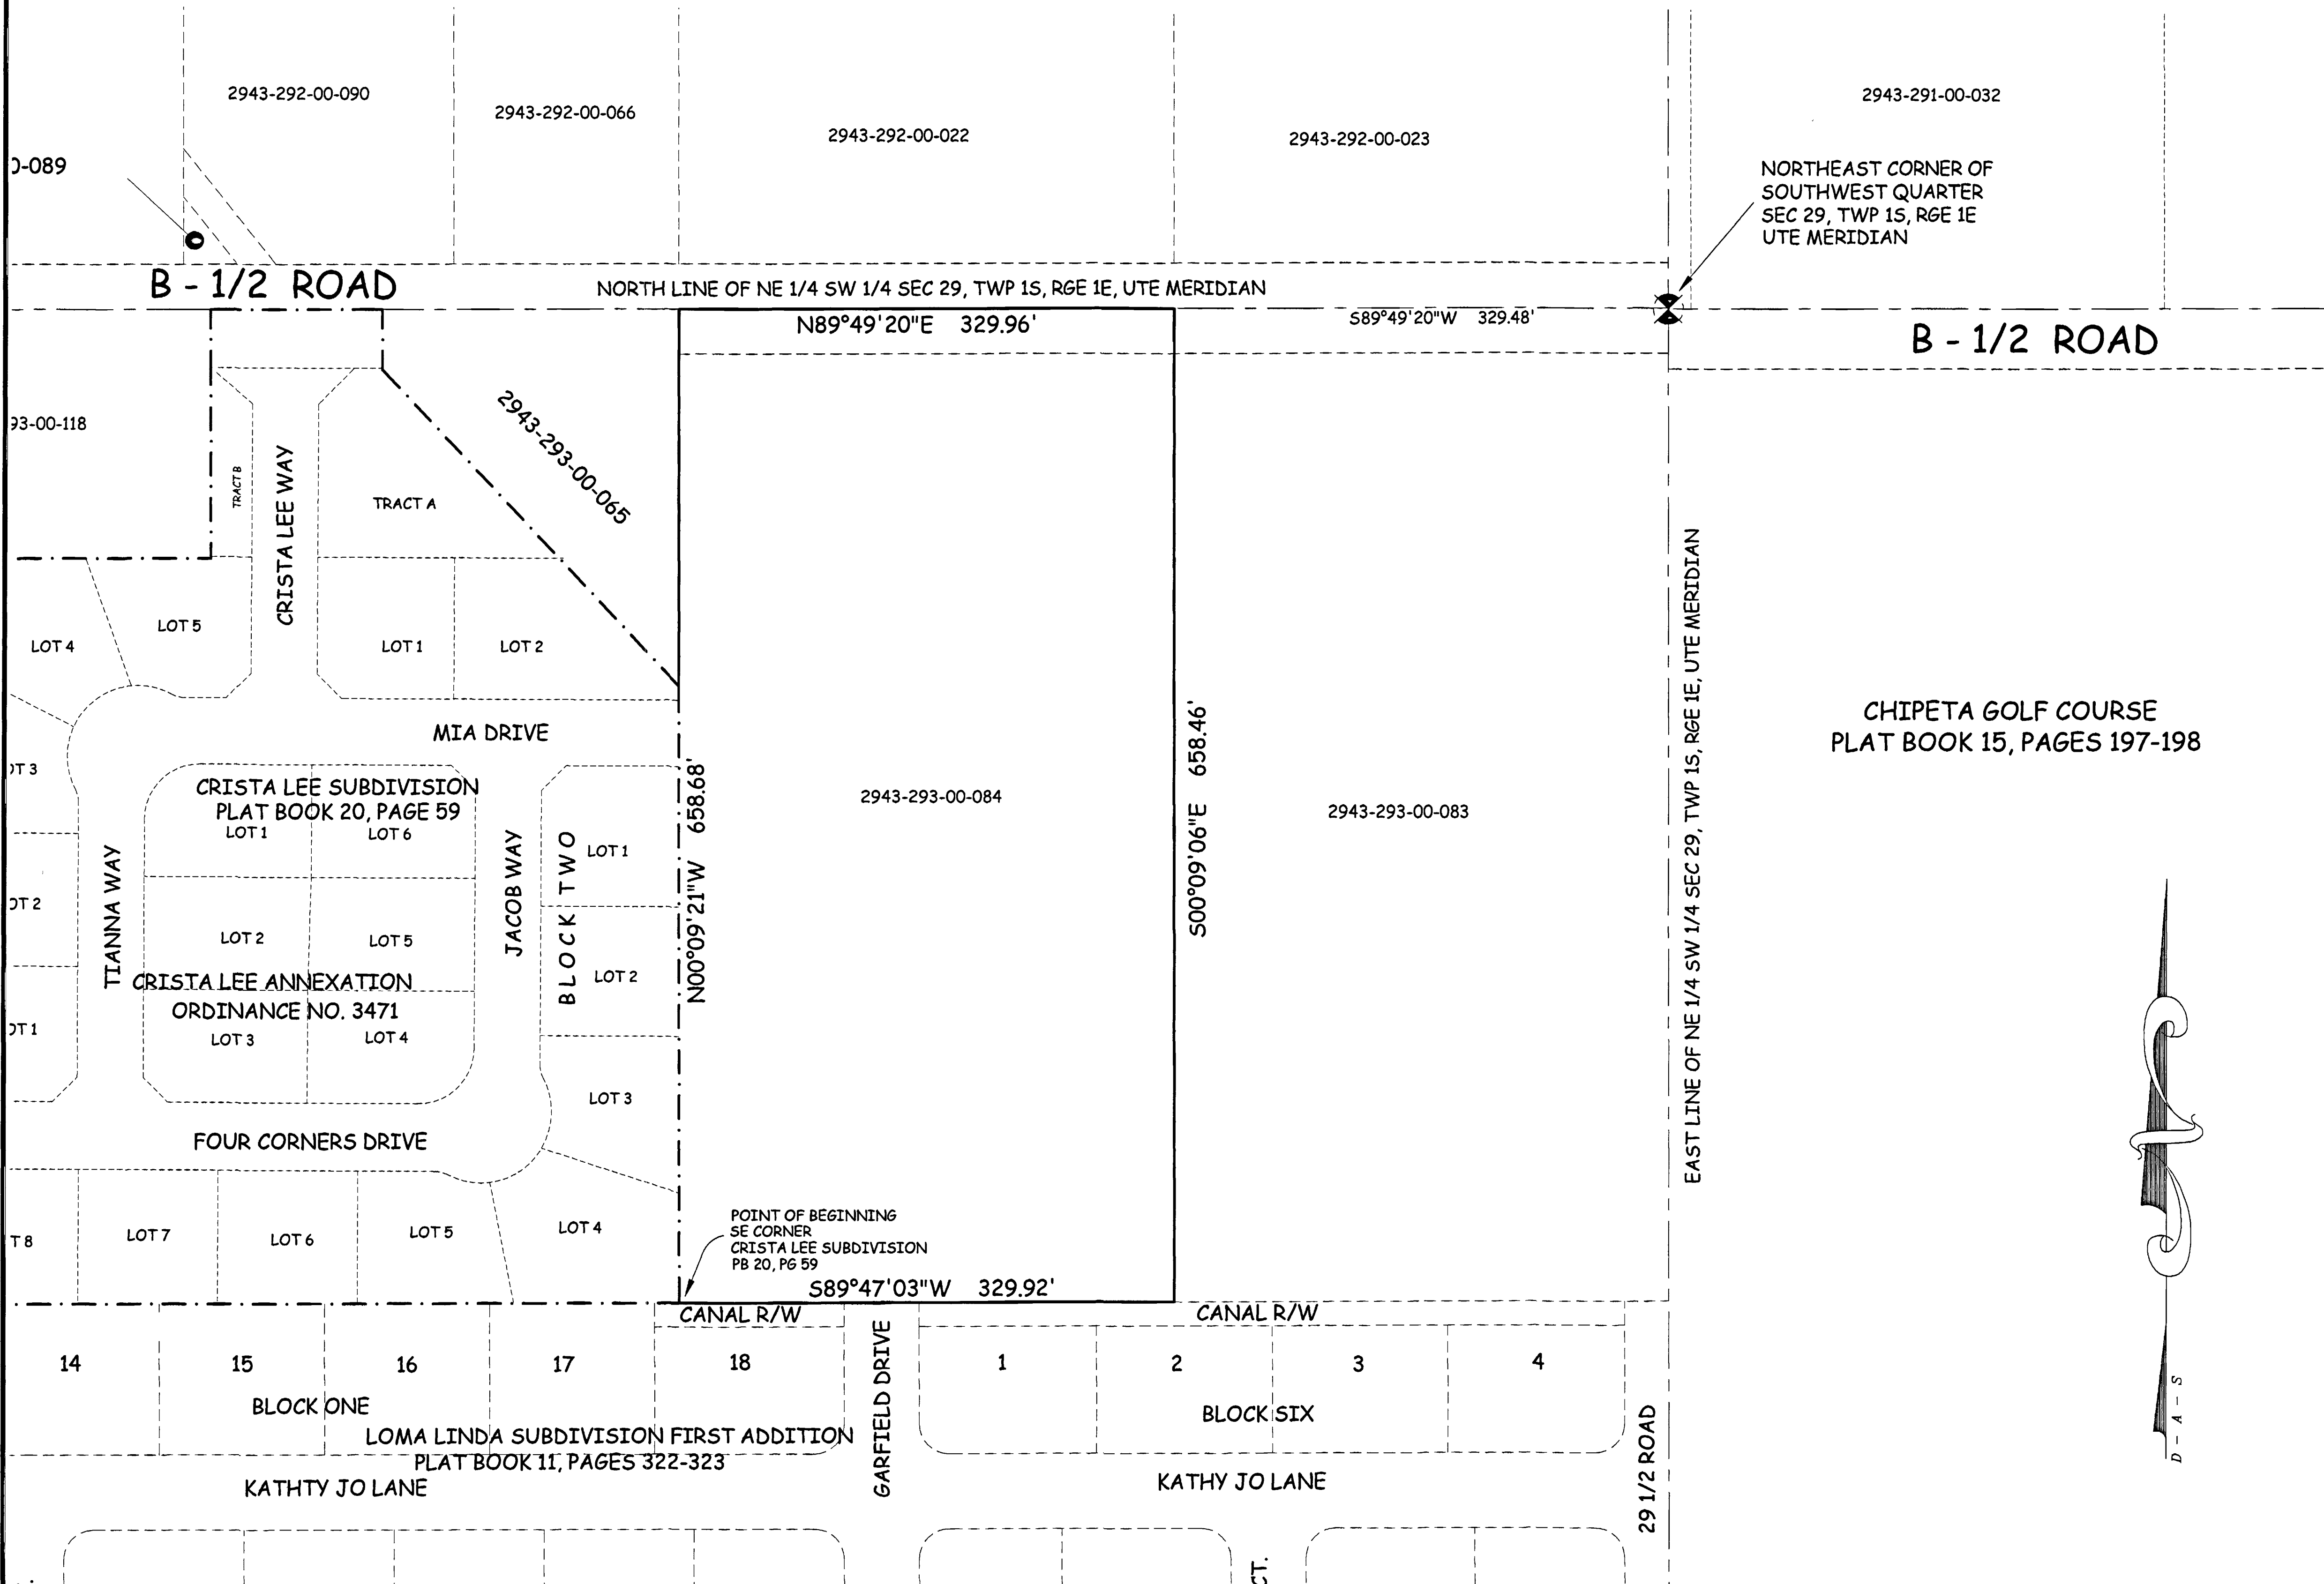 2943-292-00-090
2943-292-00-066
2943-292-00-022
2943-292-00-023
2943-291-00-032
0-089
NORTHEAST CORNER OF
SOUTHWEST QUARTER
SEC 29, TWP 1S, RGE 1E
UTE MERIDIAN
B - 1/2 ROAD
NORTH LINE OF NE 1/4 SW 1/4 SEC 29, TWP 1S, RGE 1E, UTE MERIDIAN
N89°49'20"E 329.96'
S89°49'20"W 329.48'
B - 1/2 ROAD
93-00-118
2943-293-00-065
TRACT B
CRISTA LEE WAY
TRACT A
LOT 4
LOT 5
LOT 1
LOT 2
MIA DRIVE
EAST LINE OF NE 1/4 SW 1/4 SEC 29, TWP 1S, RGE 1E, UTE MERIDIAN
CHIPETA GOLF COURSE
PLAT BOOK 15, PAGES 197-198
OT 3
CRISTA LEE SUBDIVISION
PLAT BOOK 20, PAGE 59
LOT 1
LOT 6
LOT 1
N00°09'21"W 658.68'
2943-293-00-084
S00°09'06"E 658.46'
2943-293-00-083
TIANNA WAY
JACOB WAY
BLOCK TWO
OT 2
LOT 2
LOT 5
LOT 2
CRISTA LEE ANNEXATION
ORDINANCE NO. 3471
OT 1
LOT 3
LOT 4
LOT 3
FOUR CORNERS DRIVE
T 8
LOT 7
LOT 6
LOT 5
LOT 4
POINT OF BEGINNING
SE CORNER
CRISTA LEE SUBDIVISION
PB 20, PG 59
S89°47'03"W 329.92'
CANAL R/W
CANAL R/W
14
15
16
17
18
GARFIELD DRIVE
1
2
3
4
BLOCK ONE
BLOCK SIX
LOMA LINDA SUBDIVISION FIRST ADDITION
PLAT BOOK 11, PAGES 322-323
KATHTY JO LANE
KATHY JO LANE
29 1/2 ROAD
D - A - S
CT.